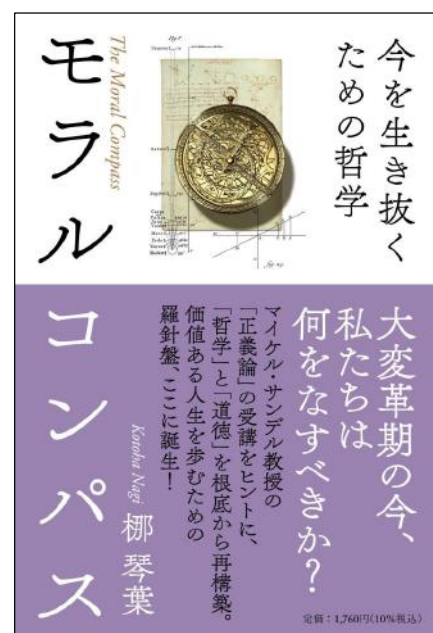 今を生き抜く
ための哲学
The Moral Compass
モラル
コンパス
大変革期の今、
私たちは
何をなすべきか?
マイケル・サンデル教授の
「正義論」の受講をヒントに、
「哲学」と「道徳」を根底から再構築。
価値ある人生を歩むための
羅針盤、ここに誕生!
Kotoba Nagi
梛 琴葉
定価:1,760円(10%税込)